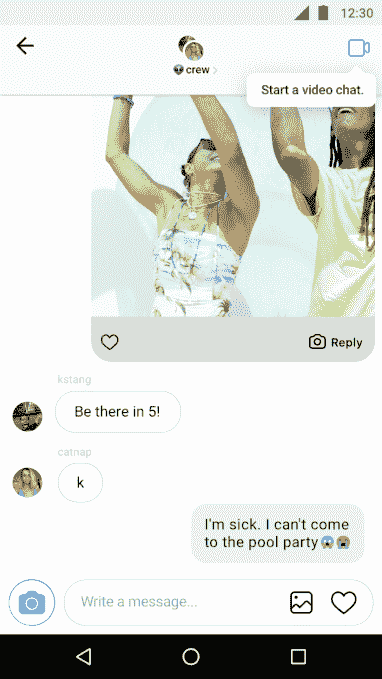 12:30
👽crew >
Start a video chat.
Reply
kstang
Be there in 5!
catnap
k
I'm sick. I can't come
to the pool party😱😭
Write a message...